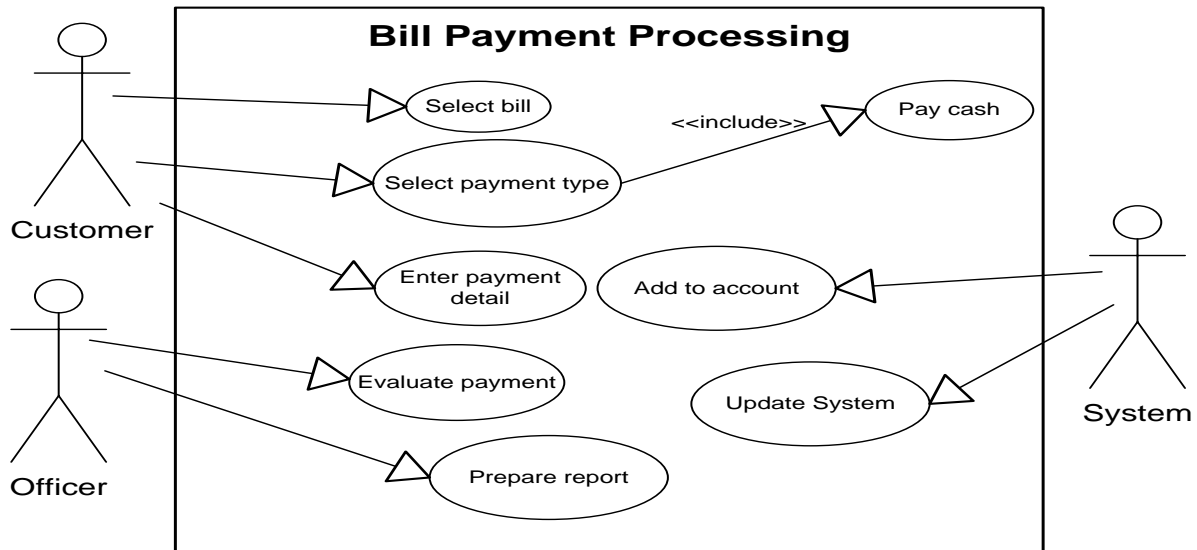 Bill Payment Processing
Select bill
<<include>>
Pay cash
Select payment type
Customer
Enter payment
detail
Add to account
Evaluate payment
Update System
System
Prepare report
Officer